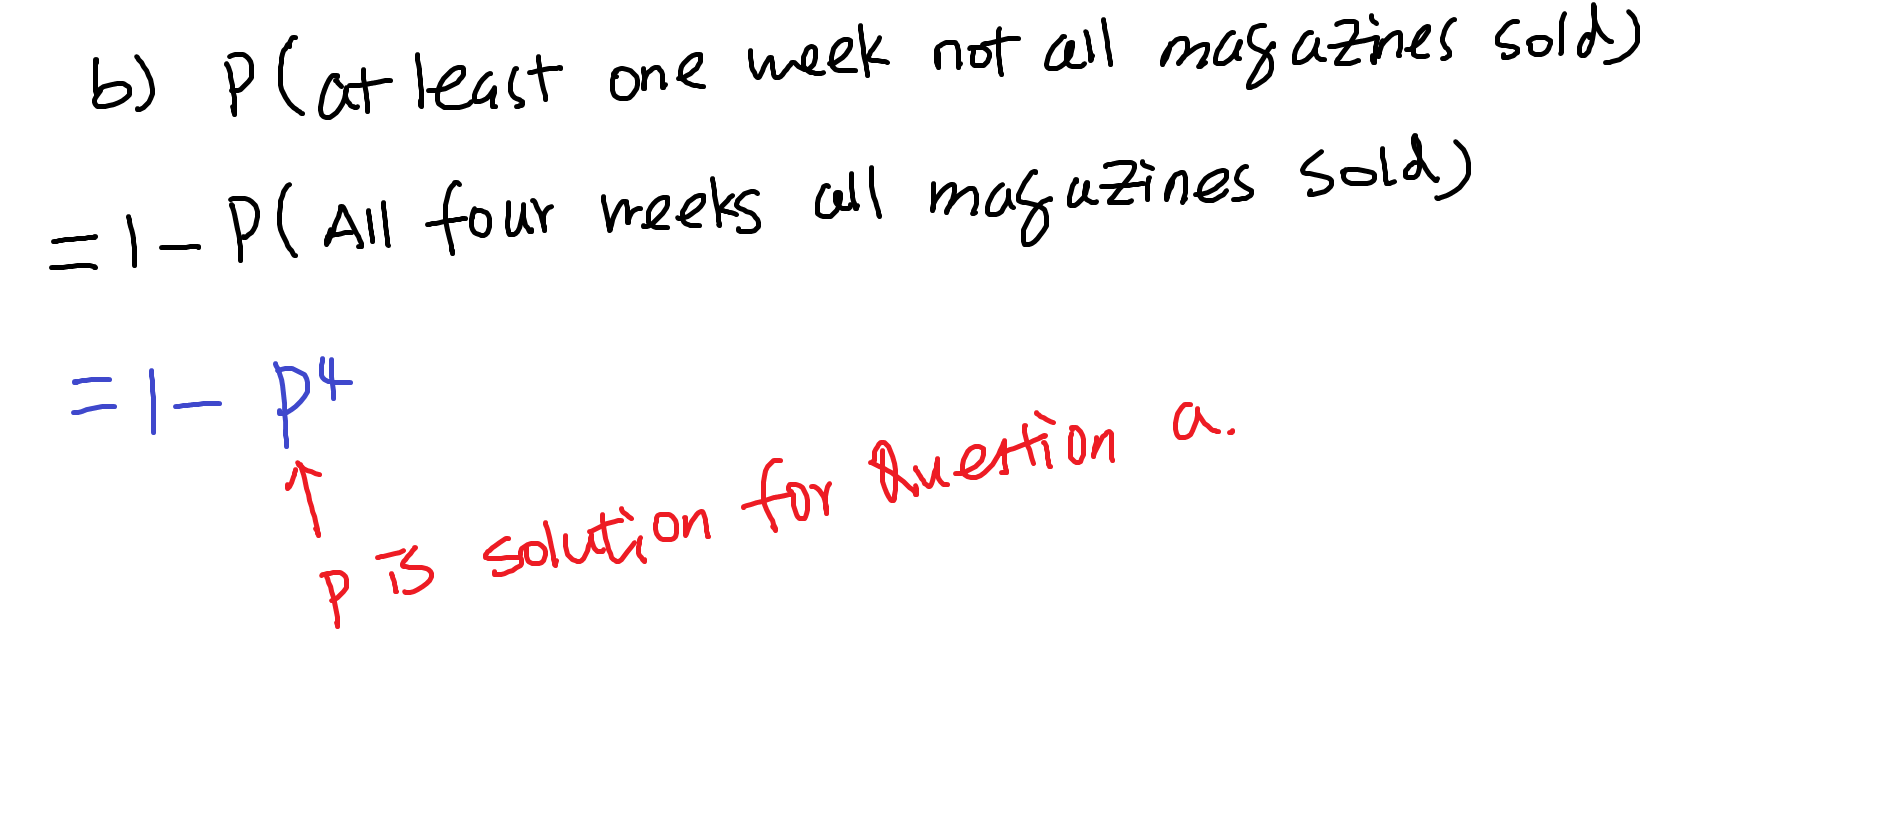 b) P(at least one week not all magazines sold)
= 1 - P(All four weeks all magazines sold)
= 1 - P⁴
P is solution for Question a.